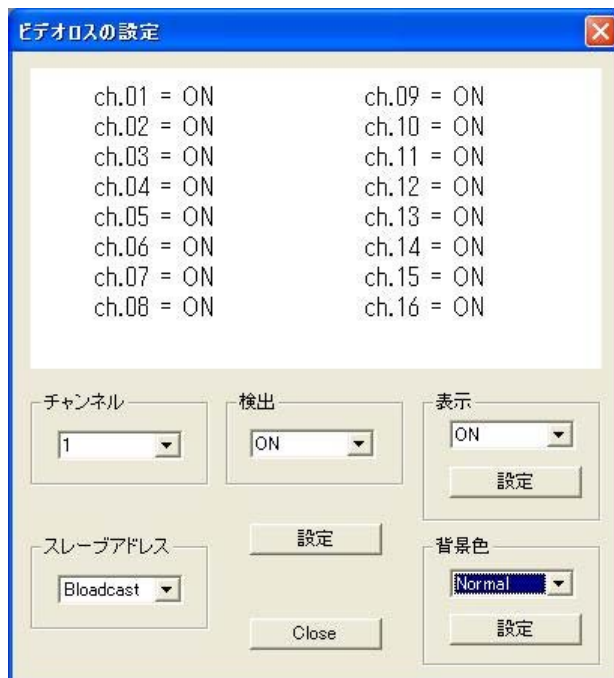 ビデオロスの設定
ch.01 = ON
ch.02 = ON
ch.03 = ON
ch.04 = ON
ch.05 = ON
ch.06 = ON
ch.07 = ON
ch.08 = ON
ch.09 = ON
ch.10 = ON
ch.11 = ON
ch.12 = ON
ch.13 = ON
ch.14 = ON
ch.15 = ON
ch.16 = ON
チャンネル
1
検出
ON
表示
ON
設定
スレーブアドレス
Bloadcast
設定
Close
背景色
Normal
設定